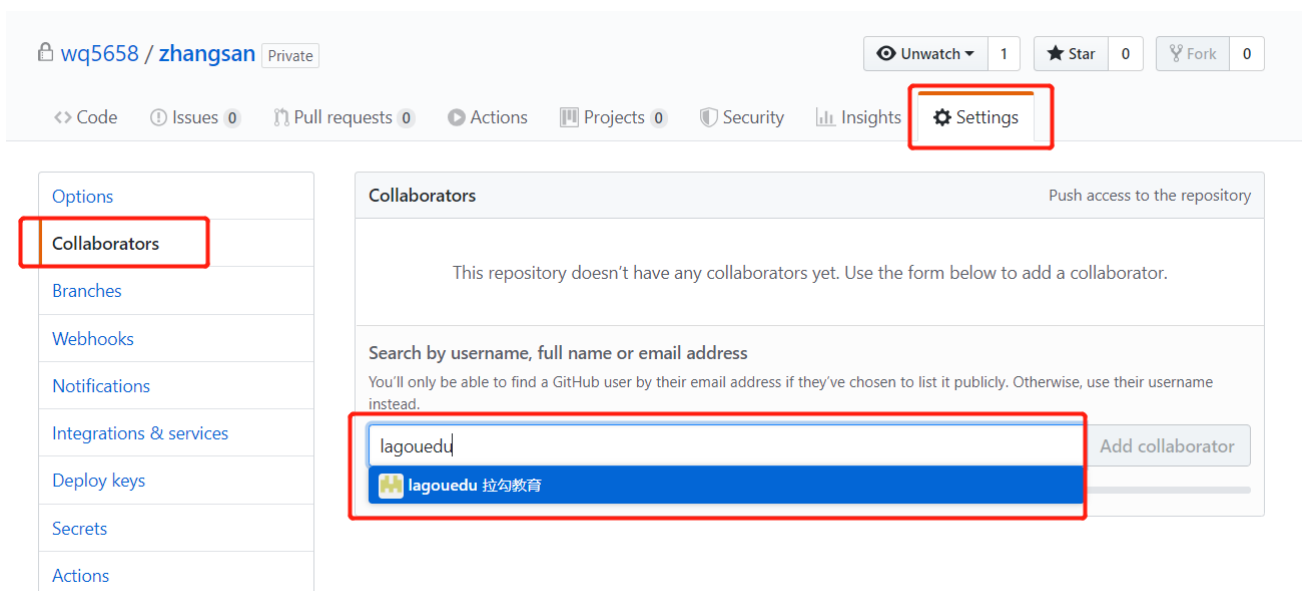 wq5658 / zhangsan Private
Unwatch 1 Star 0 Fork 0
Code Issues 0 Pull requests 0 Actions Projects 0 Security Insights Settings
Options
Collaborators
Branches
Webhooks
Notifications
Integrations & services
Deploy keys
Secrets
Actions
Collaborators Push access to the repository
This repository doesn't have any collaborators yet. Use the form below to add a collaborator.
Search by username, full name or email address
You'll only be able to find a GitHub user by their email address if they've chosen to list it publicly. Otherwise, use their username
instead.
lagouedu Add collaborator
lagouedu 拉勾教育